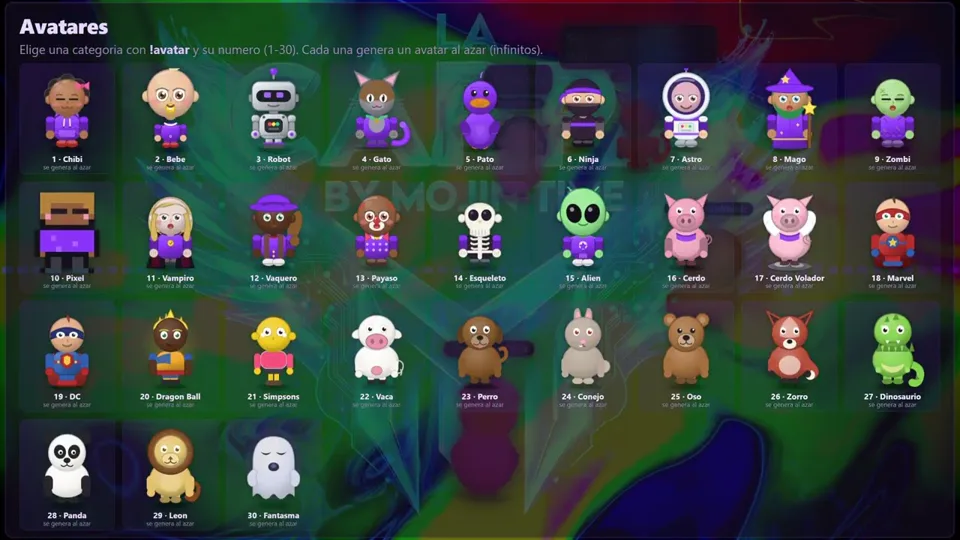 Avatares
Elige una categoria con !avatar y su numero (1-30). Cada una genera un avatar al azar (infinitos).
LA
BY MOJII TIME
1 · Chibi
se genera al azar
2 · Bebe
se genera al azar
3 · Robot
se genera al azar
4 · Gato
se genera al azar
5 · Pato
se genera al azar
6 · Ninja
se genera al azar
7 · Astro
se genera al azar
8 · Mago
se genera al azar
9 · Zombi
se genera al azar
10 · Pixel
se genera al azar
11 · Vampiro
se genera al azar
12 · Vaquero
se genera al azar
13 · Payaso
se genera al azar
14 · Esqueleto
se genera al azar
15 · Alien
se genera al azar
16 · Cerdo
se genera al azar
17 · Cerdo Volador
se genera al azar
18 · Marvel
se genera al azar
19 · DC
se genera al azar
20 · Dragon Ball
se genera al azar
21 · Simpsons
se genera al azar
22 · Vaca
se genera al azar
23 · Perro
se genera al azar
24 · Conejo
se genera al azar
25 · Oso
se genera al azar
26 · Zorro
se genera al azar
27 · Dinosaurio
se genera al azar
28 · Panda
se genera al azar
29 · Leon
se genera al azar
30 · Fantasma
se genera al azar